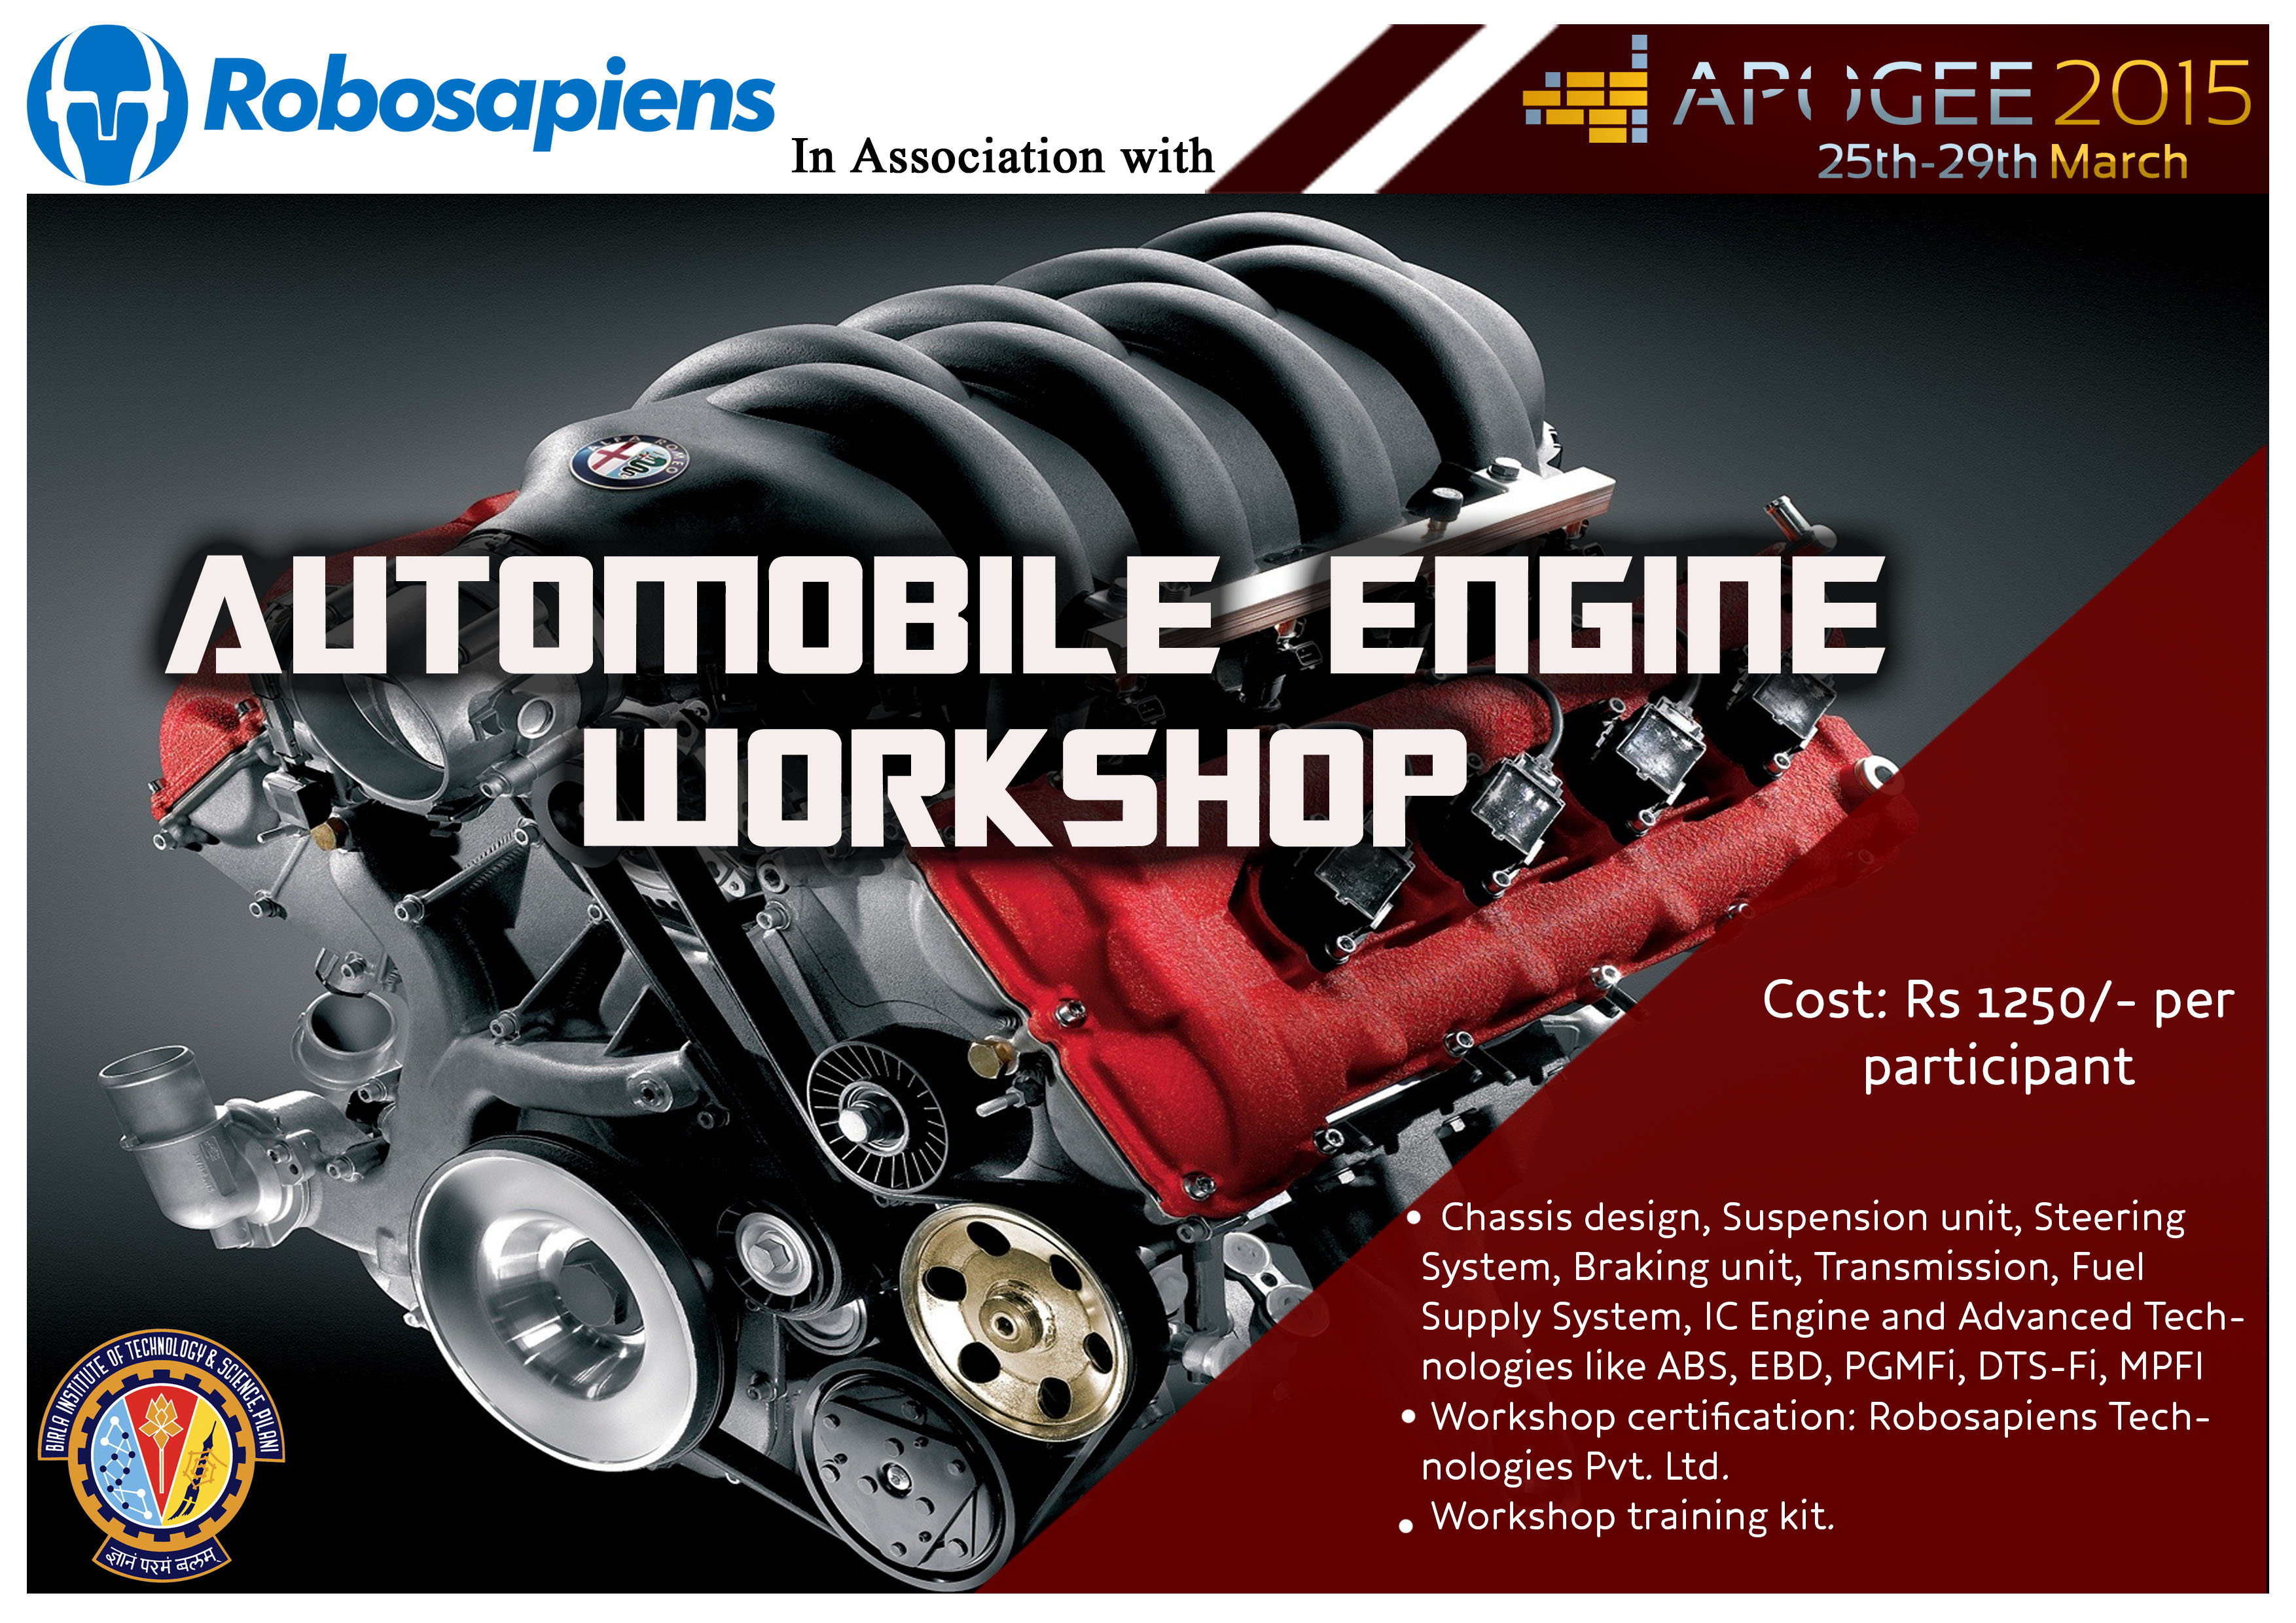 Robosapiens
In Association with
APOGEE 2015
25th-29th March
ALFA ROMEO
AUTOMOBILE ENGINE
WORKSHOP
Cost: Rs 1250/- per
participant
• Chassis design, Suspension unit, Steering
System, Braking unit, Transmission, Fuel
Supply System, IC Engine and Advanced Tech-
nologies like ABS, EBD, PGMFi, DTS-Fi, MPFI
• Workshop certification: Robosapiens Tech-
nologies Pvt. Ltd.
• Workshop training kit.
BIRLA INSTITUTE OF TECHNOLOGY & SCIENCE, PILANI
ज्ञानं परमं बलम्